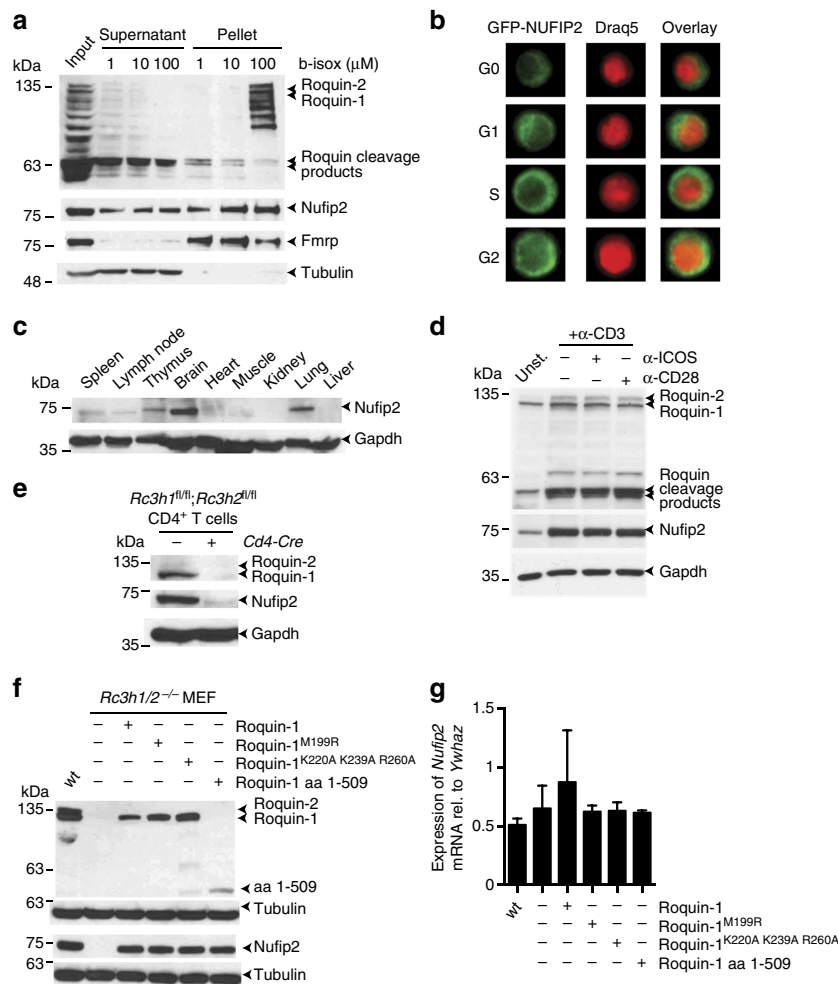 a
Input
Supernatant Pellet
kDa 1 10 100 1 10 100 b-isox (μM)
135
Roquin-2
Roquin-1
63
Roquin cleavage
products
75
Nufip2
75
Fmrp
48
Tubulin
b
GFP-NUFIP2 Draq5 Overlay
G0
G1
S
G2
c
Spleen
Lymph node
Thymus
Brain
Heart
Muscle
Kidney
Lung
Liver
kDa
75
Nufip2
35
Gapdh
d
+α-CD3
Unst.
– + – α-ICOS
– – + α-CD28
kDa
135
Roquin-2
Roquin-1
63
Roquin
cleavage
products
75
Nufip2
35
Gapdh
e
Rc3h1fl/fl;Rc3h2fl/fl
CD4+ T cells
kDa – + Cd4-Cre
135
Roquin-2
Roquin-1
75
Nufip2
35
Gapdh
f
Rc3h1/2–/– MEF
– + – – – Roquin-1
– – + – – Roquin-1M199R
– – – + – Roquin-1K220A K239A R260A
wt – – – – + Roquin-1 aa 1-509
kDa
135
Roquin-2
Roquin-1
63
aa 1-509
63
Tubulin
75
Nufip2
63
Tubulin
g
Expression of Nufip2
mRNA rel. to Ywhaz
1.5
1
0.5
0
wt – + – – – Roquin-1
– – + – – Roquin-1M199R
– – – + – Roquin-1K220A K239A R260A
– – – – + Roquin-1 aa 1-509